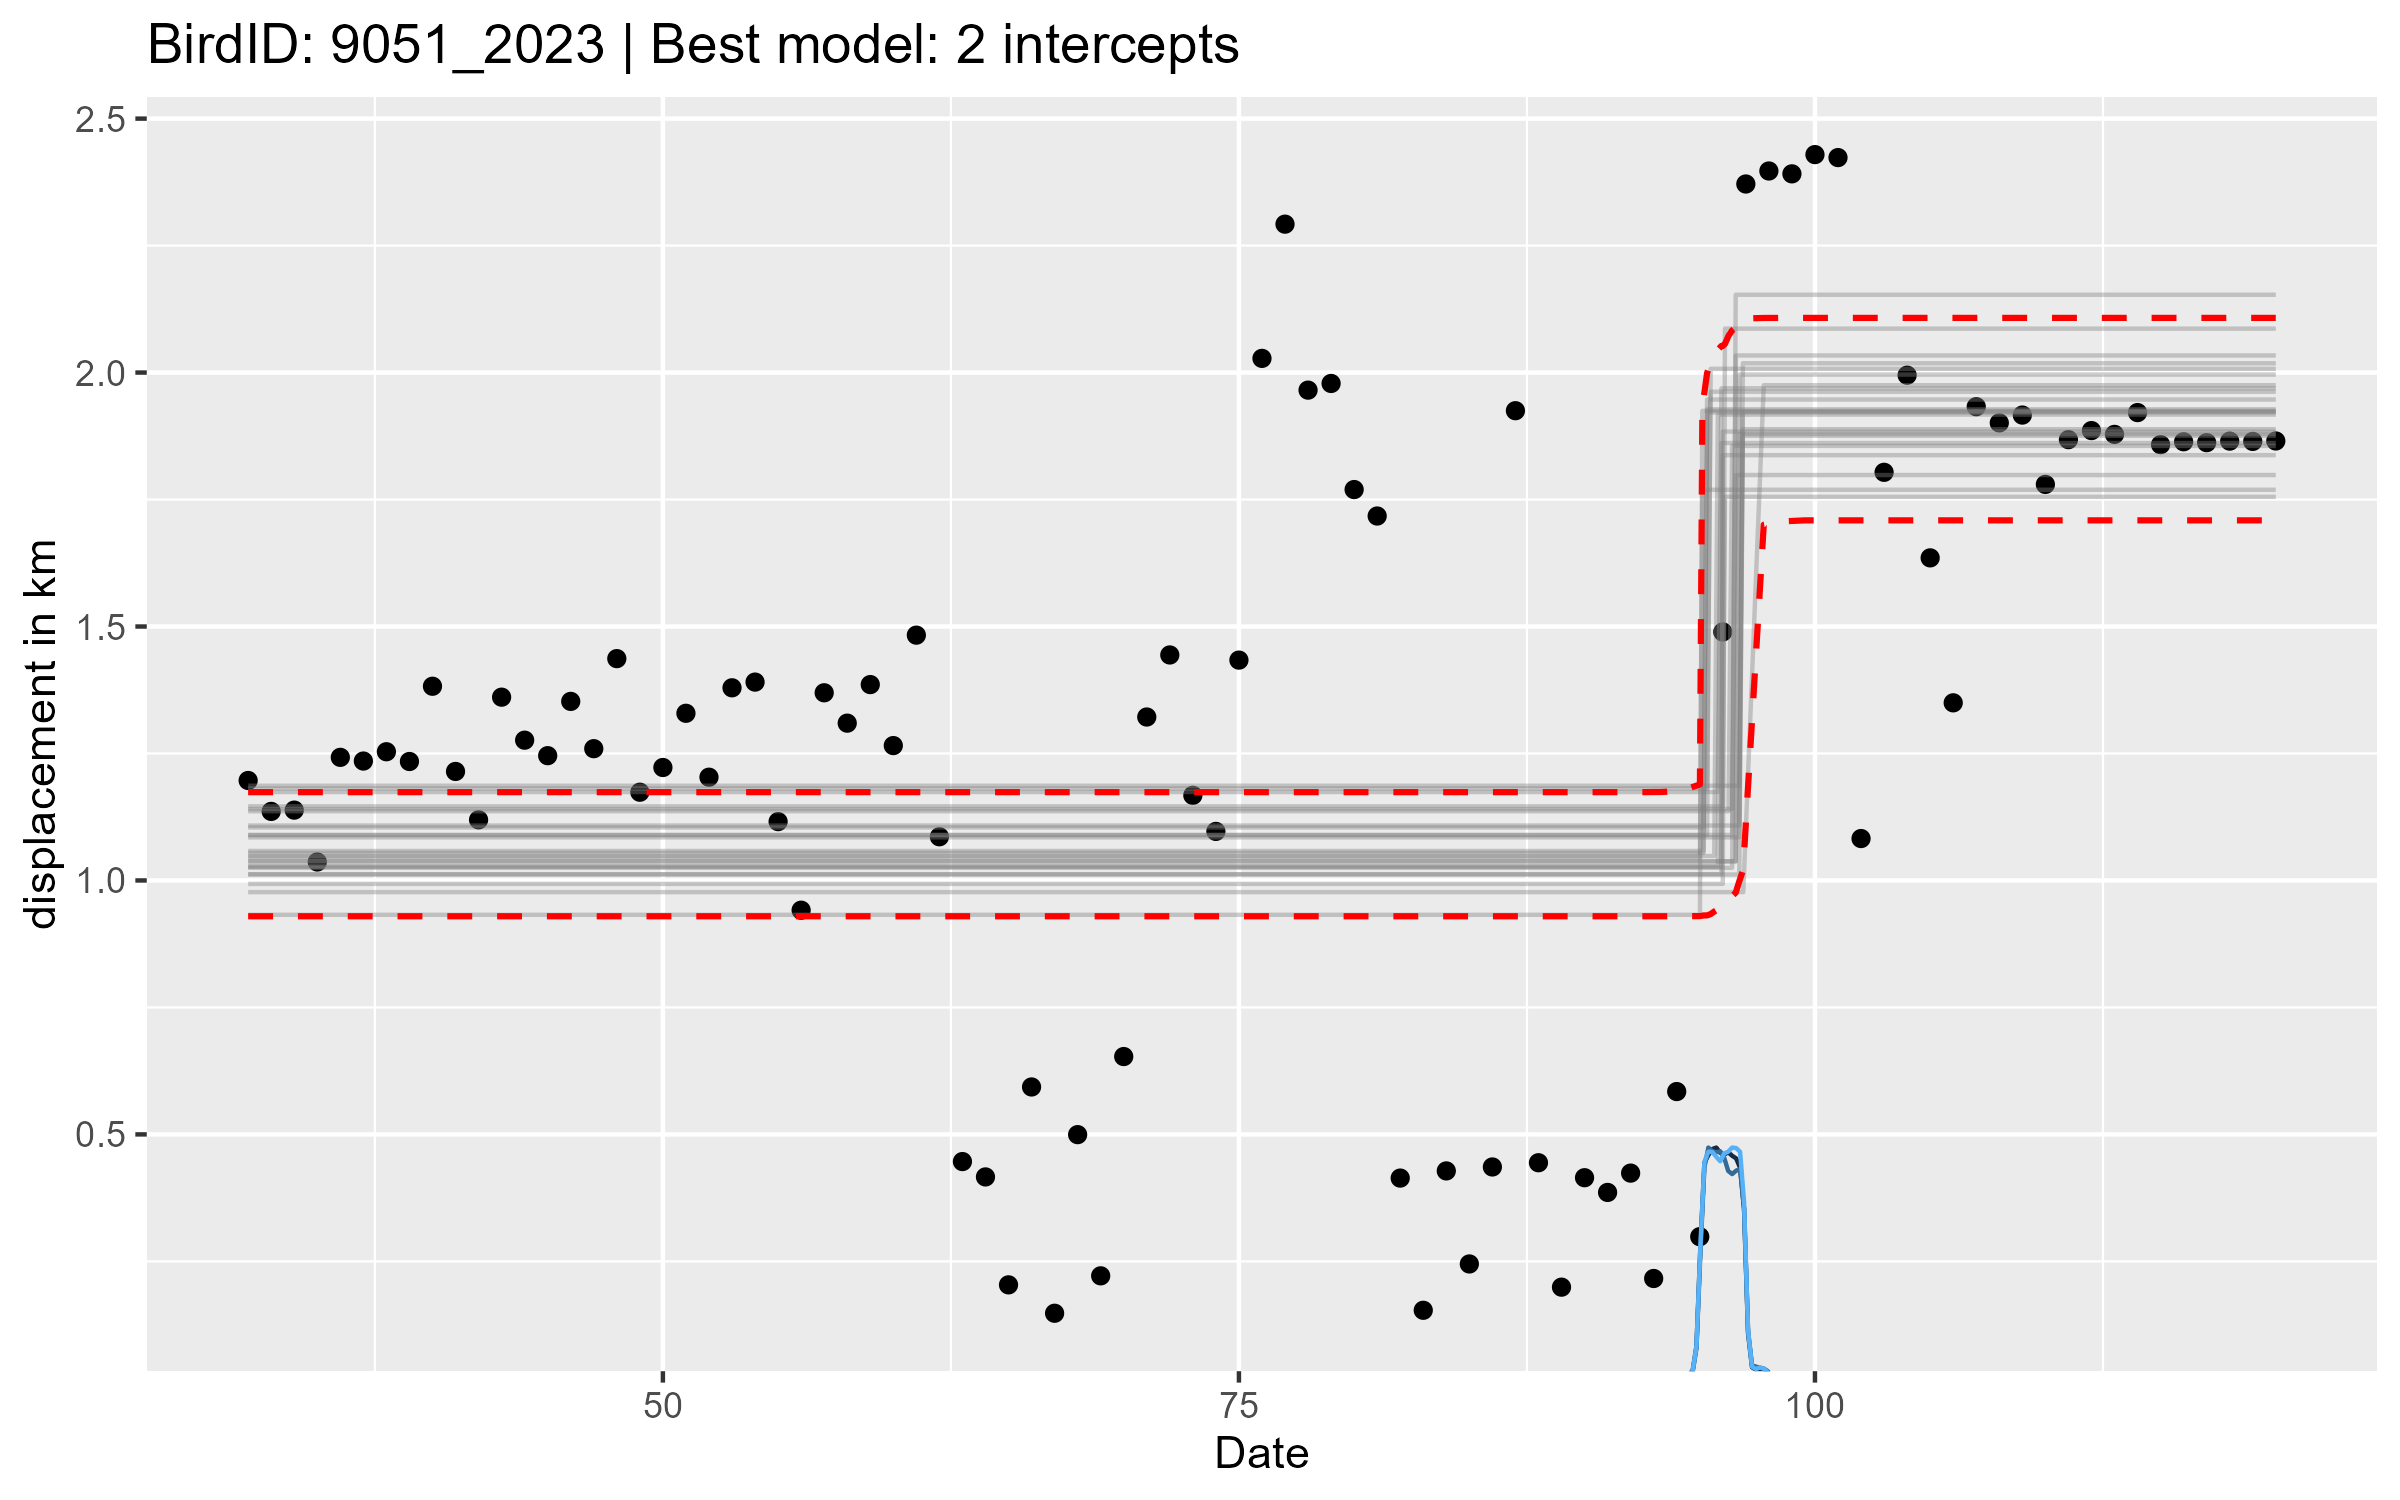 BirdID: 9051_2023 | Best model: 2 intercepts
displacement in km
2.5
2.0
1.5
1.0
0.5
50 75 100
Date